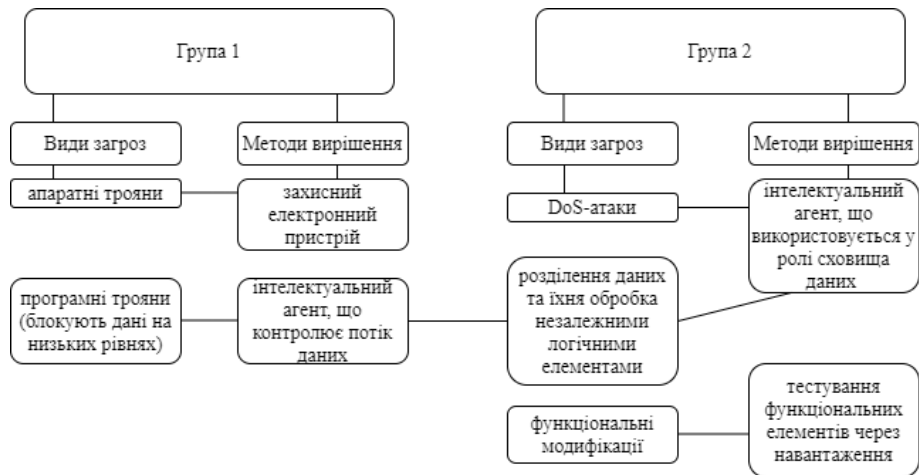 Група 1
Види загроз
Методи вирішення
апаратні трояни
захисний
електронний
пристрій
програмні трояни
(блокують дані на
низьких рівнях)
інтелектуальний
агент, що
контролює потік
даних
Група 2
Види загроз
Методи вирішення
DoS-атаки
інтелектуальний
агент, що
використовується у
ролі сховища
даних
розділення даних
та їхня обробка
незалежними
логічними
елементами
функціональні
модифікації
тестування
функціональних
елементів через
навантаження